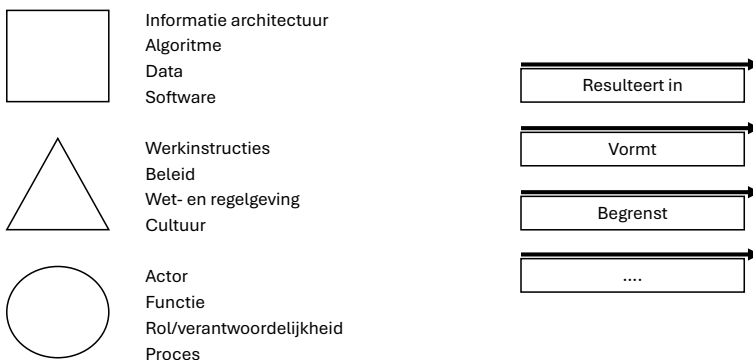 Informatie architectuur
Algoritme
Data
Software
Werkinstructies
Beleid
Wet- en regelgeving
Cultuur
Actor
Functie
Rol/verantwoordelijkheid
Proces
Resulteert in
Vormt
Begrenst
....